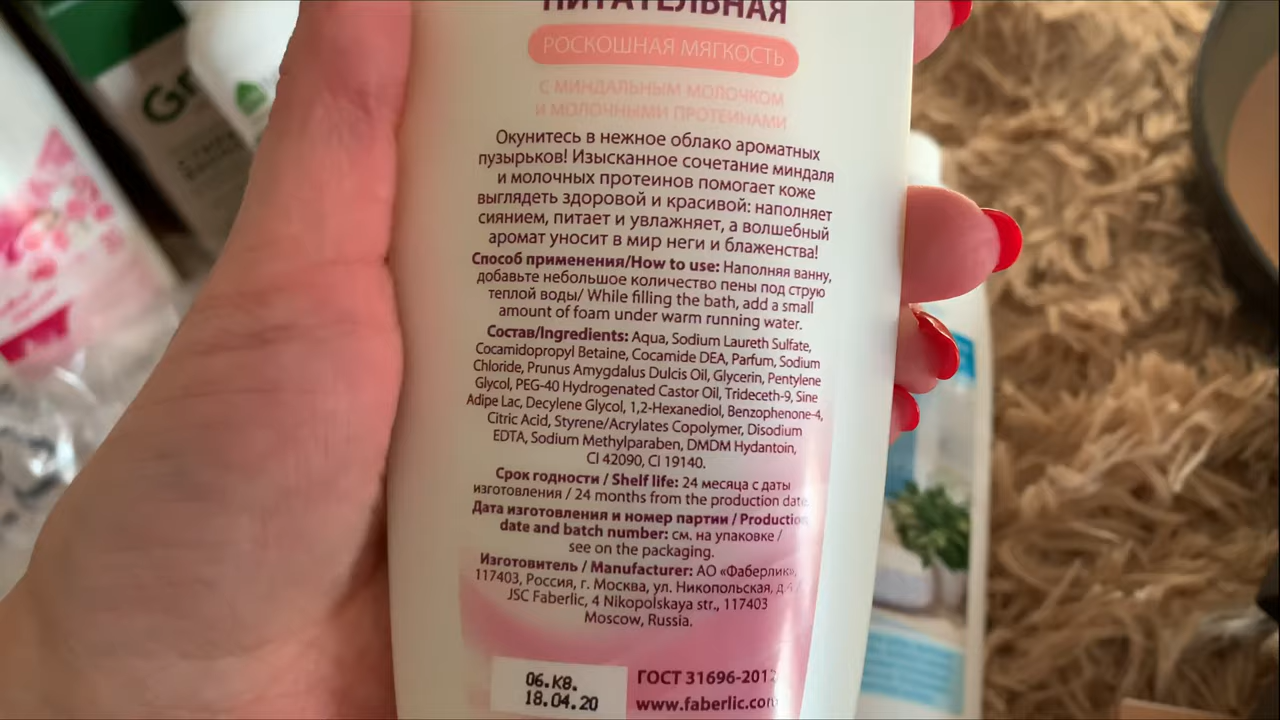 ПИТАТЕЛЬНАЯ
РОСКОШНАЯ МЯГКОСТЬ
С МИНДАЛЬНЫМ МОЛОЧКОМ
И МОЛОЧНЫМИ ПРОТЕИНАМИ
Окунитесь в нежное облако ароматных
пузырьков! Изысканное сочетание миндаля
и молочных протеинов помогает коже
выглядеть здоровой и красивой: наполняет
сиянием, питает и увлажняет, а волшебный
аромат уносит в мир неги и блаженства!
Способ применения/How to use: Наполняя ванну,
добавьте небольшое количество пены под струю
теплой воды/ While filling the bath, add a small
amount of foam under warm running water.
Состав/Ingredients: Aqua, Sodium Laureth Sulfate,
Cocamidopropyl Betaine, Cocamide DEA, Parfum, Sodium
Chloride, Prunus Amygdalus Dulcis Oil, Glycerin, Pentylene
Glycol, PEG-40 Hydrogenated Castor Oil, Trideceth-9, Sine
Adipe Lac, Decylene Glycol, 1,2-Hexanediol, Benzophenone-4,
Citric Acid, Styrene/Acrylates Copolymer, Disodium
EDTA, Sodium Methylparaben, DMDM Hydantoin,
CI 42090, CI 19140.
Срок годности / Shelf life: 24 месяца с даты
изготовления / 24 months from the production date.
Дата изготовления и номер партии / Production
date and batch number: см. на упаковке /
see on the packaging.
Изготовитель / Manufacturer: АО «Фаберлик»,
117403, Россия, г. Москва, ул. Никопольская, д.4 /
JSC Faberlic, 4 Nikopolskaya str., 117403
Moscow, Russia.
06.К8.
18.04.20
ГОСТ 31696-2012
www.faberlic.com